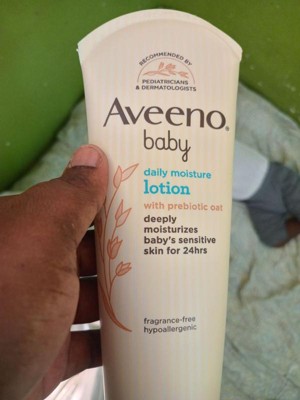 RECOMMENDED BY
PEDIATRICIANS
& DERMATOLOGISTS
Aveeno®
baby
daily moisture
lotion
with prebiotic oat
deeply
moisturizes
baby's sensitive
skin for 24hrs
fragrance-free
hypoallergenic